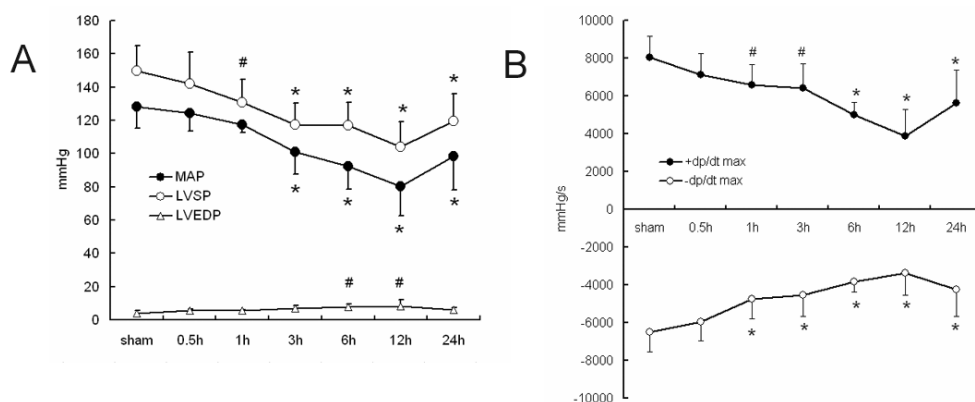 A
180
160
140
120
100
80
60
40
20
0
mmHg
#
*
*
*
*
*
*
*
*
#
#
MAP
LVSP
LVEDP
sham 0.5h 1h 3h 6h 12h 24h
B
10000
8000
6000
4000
2000
0
-2000
-4000
-6000
-8000
-10000
mmHg/s
# # * * *
+dp/dt max
-dp/dt max
sham 0.5h 1h 3h 6h 12h 24h
* * * * *